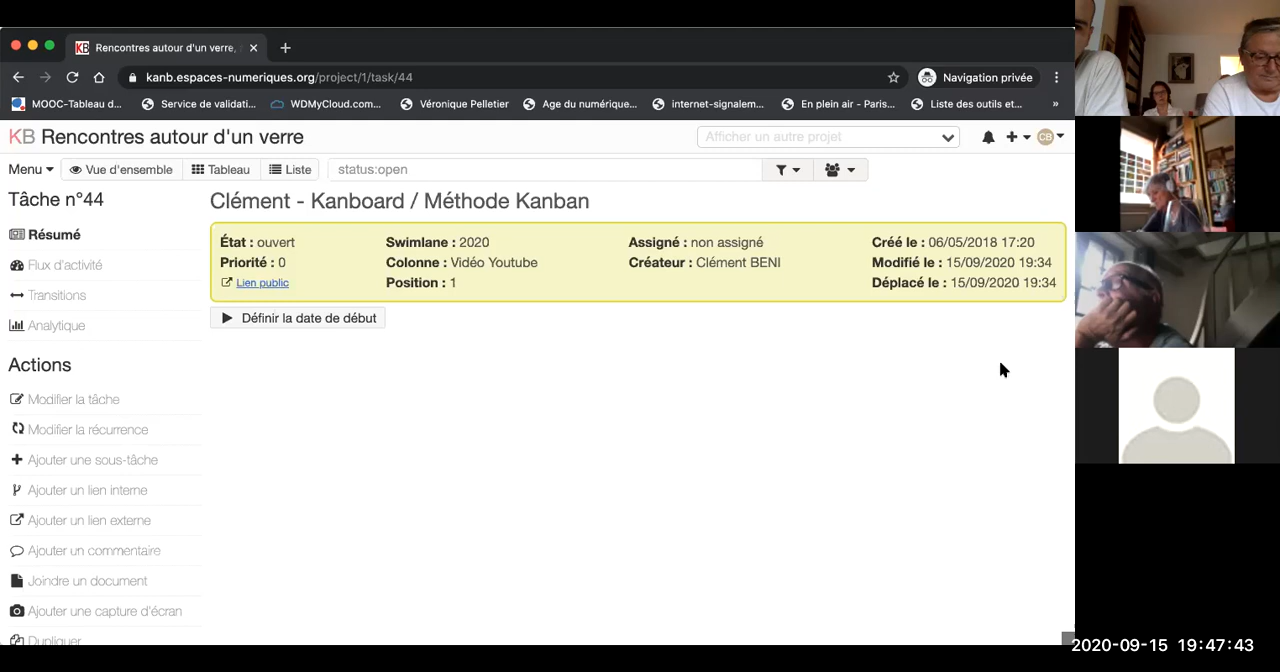 KB Rencontres autour d'un verre,
kanb.espaces-numeriques.org/project/1/task/44
Navigation privée
MOOC-Tableau d...
Service de validati...
WDMyCloud.com...
Véronique Pelletier
Age du numérique...
internet-signalem...
En plein air - Paris...
Liste des outils et...
»
KB Rencontres autour d'un verre
Afficher un autre projet
CB
Menu
Vue d'ensemble
Tableau
Liste
status:open
Tâche n°44
Résumé
Flux d'activité
Transitions
Analytique
Actions
Modifier la tâche
Modifier la récurrence
Ajouter une sous-tâche
Ajouter un lien interne
Ajouter un lien externe
Ajouter un commentaire
Joindre un document
Ajouter une capture d'écran
Dupliquer
Clément - Kanboard / Méthode Kanban
État : ouvert
Priorité : 0
Lien public
Swimlane : 2020
Colonne : Vidéo Youtube
Position : 1
Assigné : non assigné
Créateur : Clément BENI
Créé le : 06/05/2018 17:20
Modifié le : 15/09/2020 19:34
Déplacé le : 15/09/2020 19:34
Définir la date de début
2020-09-15 19:47:43